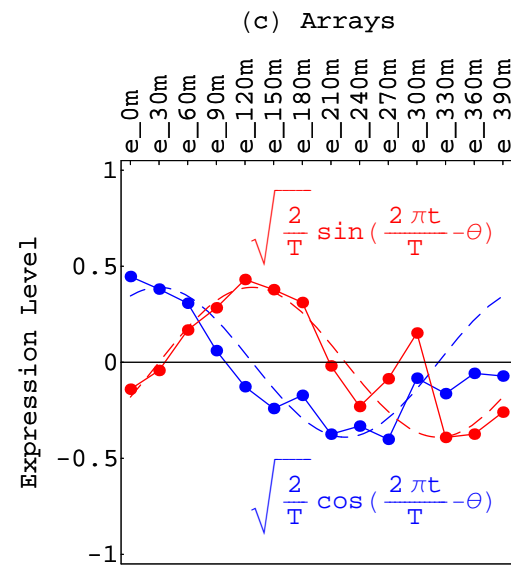 (c) Arrays
e_0m
e_30m
e_60m
e_90m
e_120m
e_150m
e_180m
e_210m
e_240m
e_270m
e_300m
e_330m
e_360m
e_390m
1
0.5
0
-0.5
-1
Expression Level
√(2/T) sin(2πt/T-θ)
√(2/T) cos(2πt/T-θ)